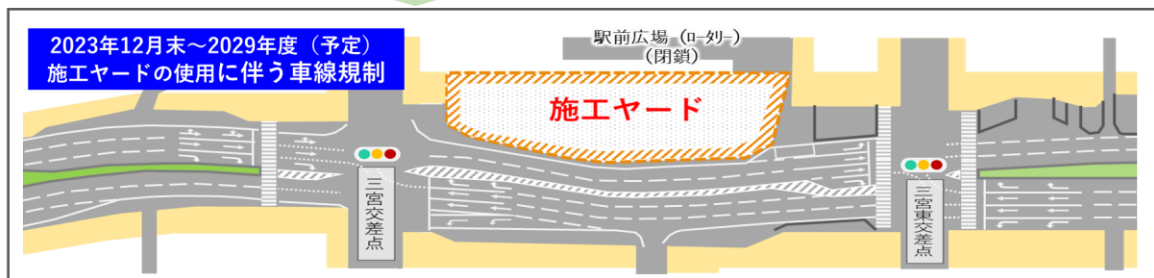 2023年12月末～2029年度（予定）
施工ヤードの使用に伴う車線規制
駅前広場（ﾛｰﾀﾘｰ）
（閉鎖）
施工ヤード
三宮交差点
三宮東交差点